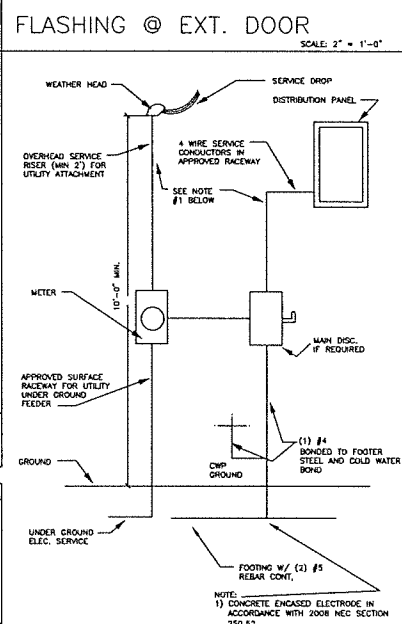 FLASHING @ EXT. DOOR
SCALE: 2" = 1'-0"
WEATHER HEAD
SERVICE DROP
DISTRIBUTION PANEL
4 WIRE SERVICE
CONDUCTORS IN
APPROVED RACEWAY
OVERHEAD SERVICE
RISER (MIN 2') FOR
UTILITY ATTACHMENT
SEE NOTE
#1 BELOW
10'-0" MIN.
METER
MAIN DISC.
IF REQUIRED
APPROVED SURFACE
RACEWAY FOR UTILITY
UNDER GROUND
FEEDER
(1) #4
BONDED TO FOOTER
STEEL AND COLD WATER
BOND
GROUND
CWP
GROUND
UNDER GROUND
ELEC. SERVICE
FOOTING W/ (2) #5
REBAR CONT.
NOTE:
1) CONCRETE ENCASED ELECTRODE IN
ACCORDANCE WITH 2008 NEC SECTION
250.52